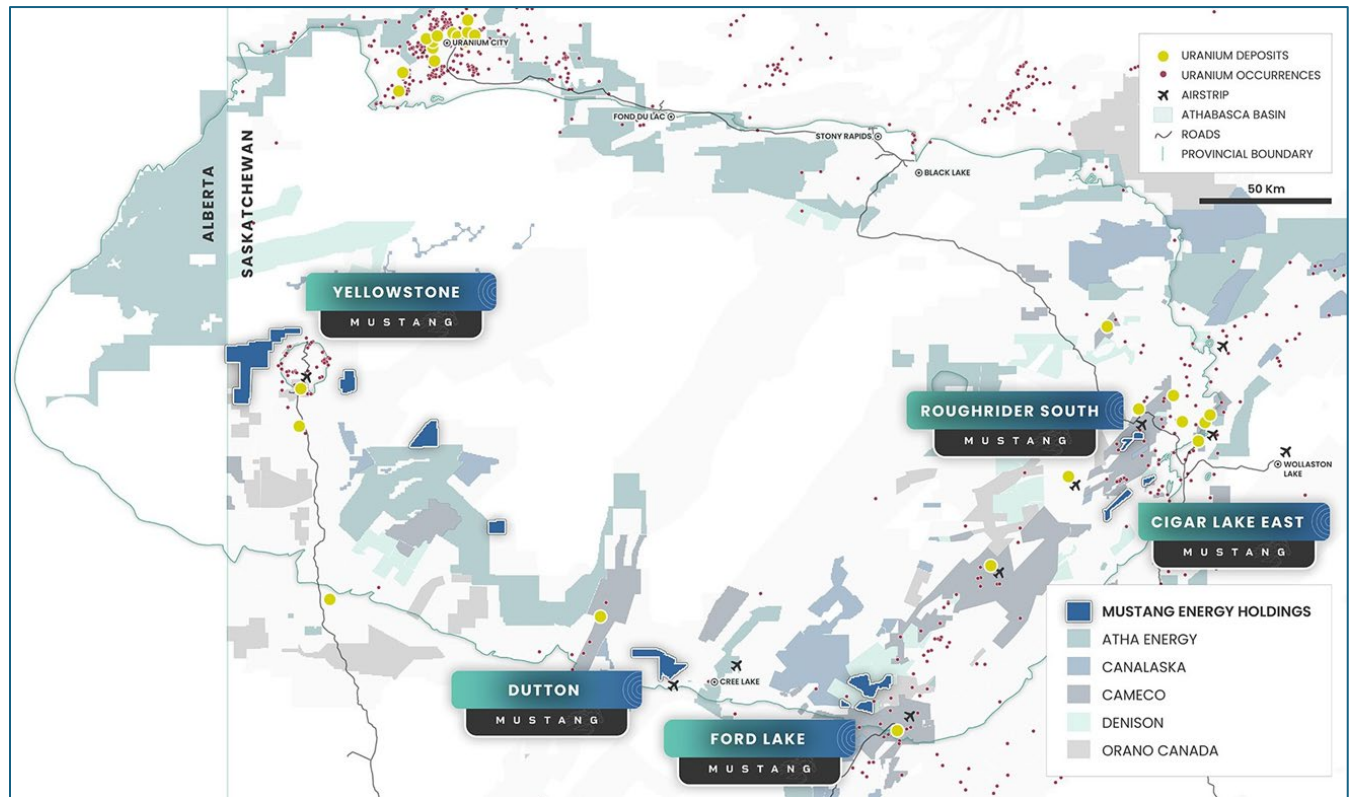 URANIUM CITY
FOND DU LAC
STONY RAPIDS
BLACK LAKE
URANIUM DEPOSITS
URANIUM OCCURRENCES
AIRSTRIP
ATHABASCA BASIN
ROADS
PROVINCIAL BOUNDARY
50 Km
ALBERTA
SASKATCHEWAN
YELLOWSTONE
MUSTANG
ROUGHRIDER SOUTH
MUSTANG
WOLLASTON
LAKE
CIGAR LAKE EAST
MUSTANG
DUTTON
MUSTANG
CREE LAKE
FORD LAKE
MUSTANG
MUSTANG ENERGY HOLDINGS
ATHA ENERGY
CANALASKA
CAMECO
DENISON
ORANO CANADA